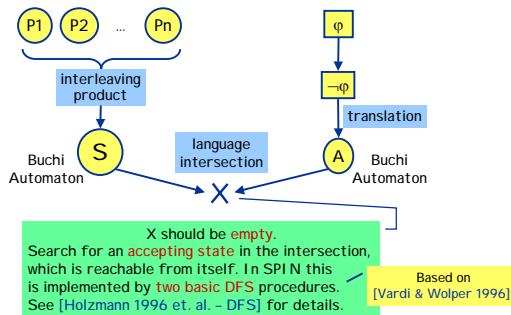 P1 P2 ... Pn
φ
¬φ
interleaving
product
translation
S
language
intersection
A
Buchi
Automaton
Buchi
Automaton
X
X should be empty.
Search for an accepting state in the intersection,
which is reachable from itself. In SPIN this
is implemented by two basic DFS procedures.
See [Holzmann 1996 et. al. – DFS] for details.
Based on
[Vardi & Wolper 1996]